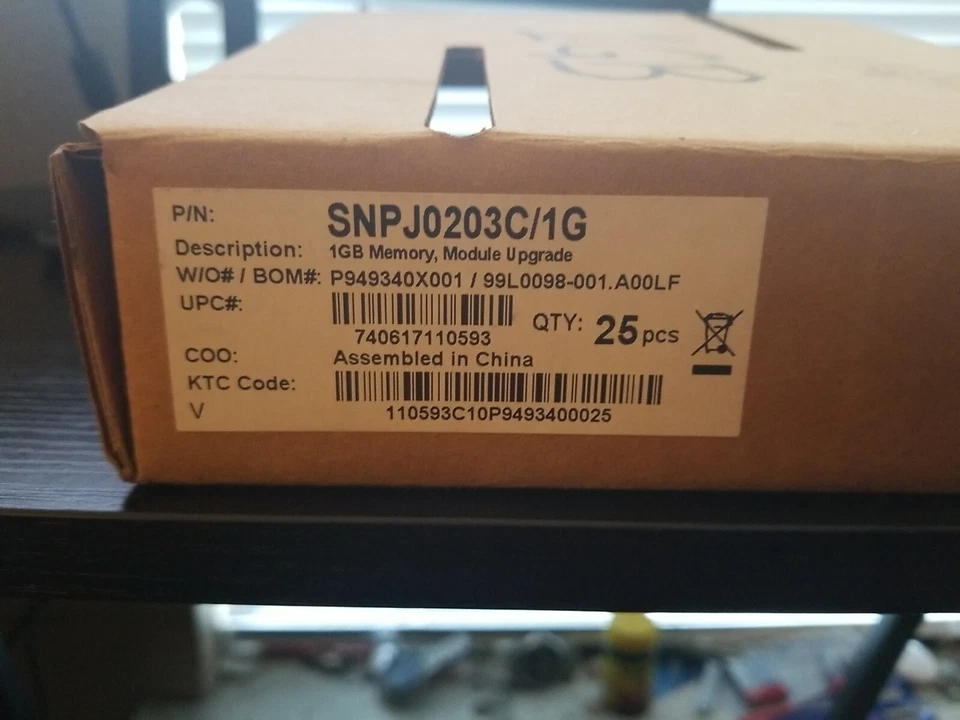 P/N: SNPJ0203C/1G
Description: 1GB Memory, Module Upgrade
W/O# / BOM#: P949340X001 / 99L0098-001.A00LF
UPC#:
740617110593 QTY: 25 pcs
COO: Assembled in China
KTC Code:
V 110593C10P9493400025